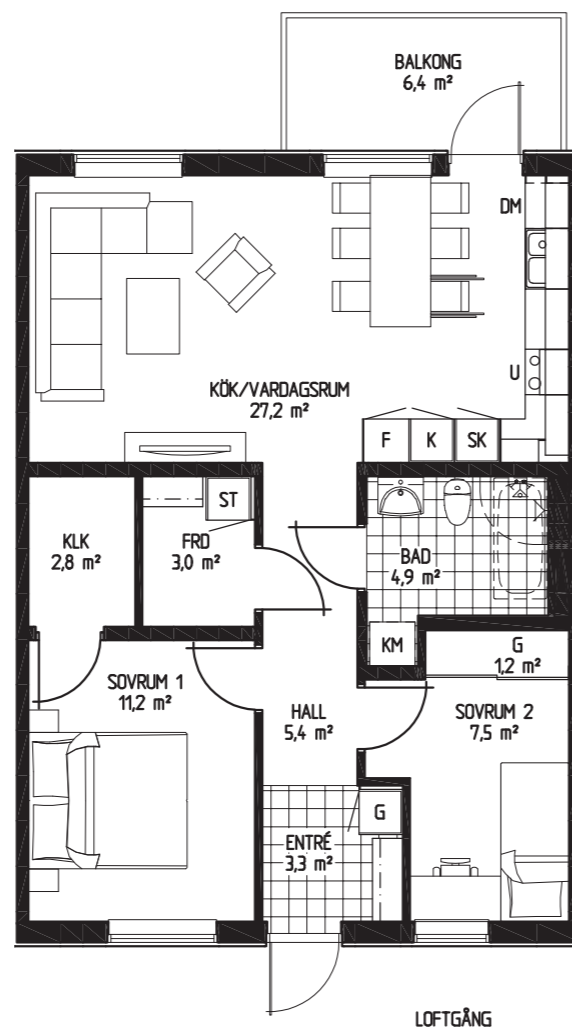 BALKONG
6,4 m²
DM
U
KÖK/VARDAGSRUM
27,2 m²
F
K
SK
ST
KLK
2,8 m²
FRD
3,0 m²
BAD
4,9 m²
KM
G
1,2 m²
SOVRUM 1
11,2 m²
HALL
5,4 m²
SOVRUM 2
7,5 m²
G
ENTRÉ
3,3 m²
LOFTGÅNG